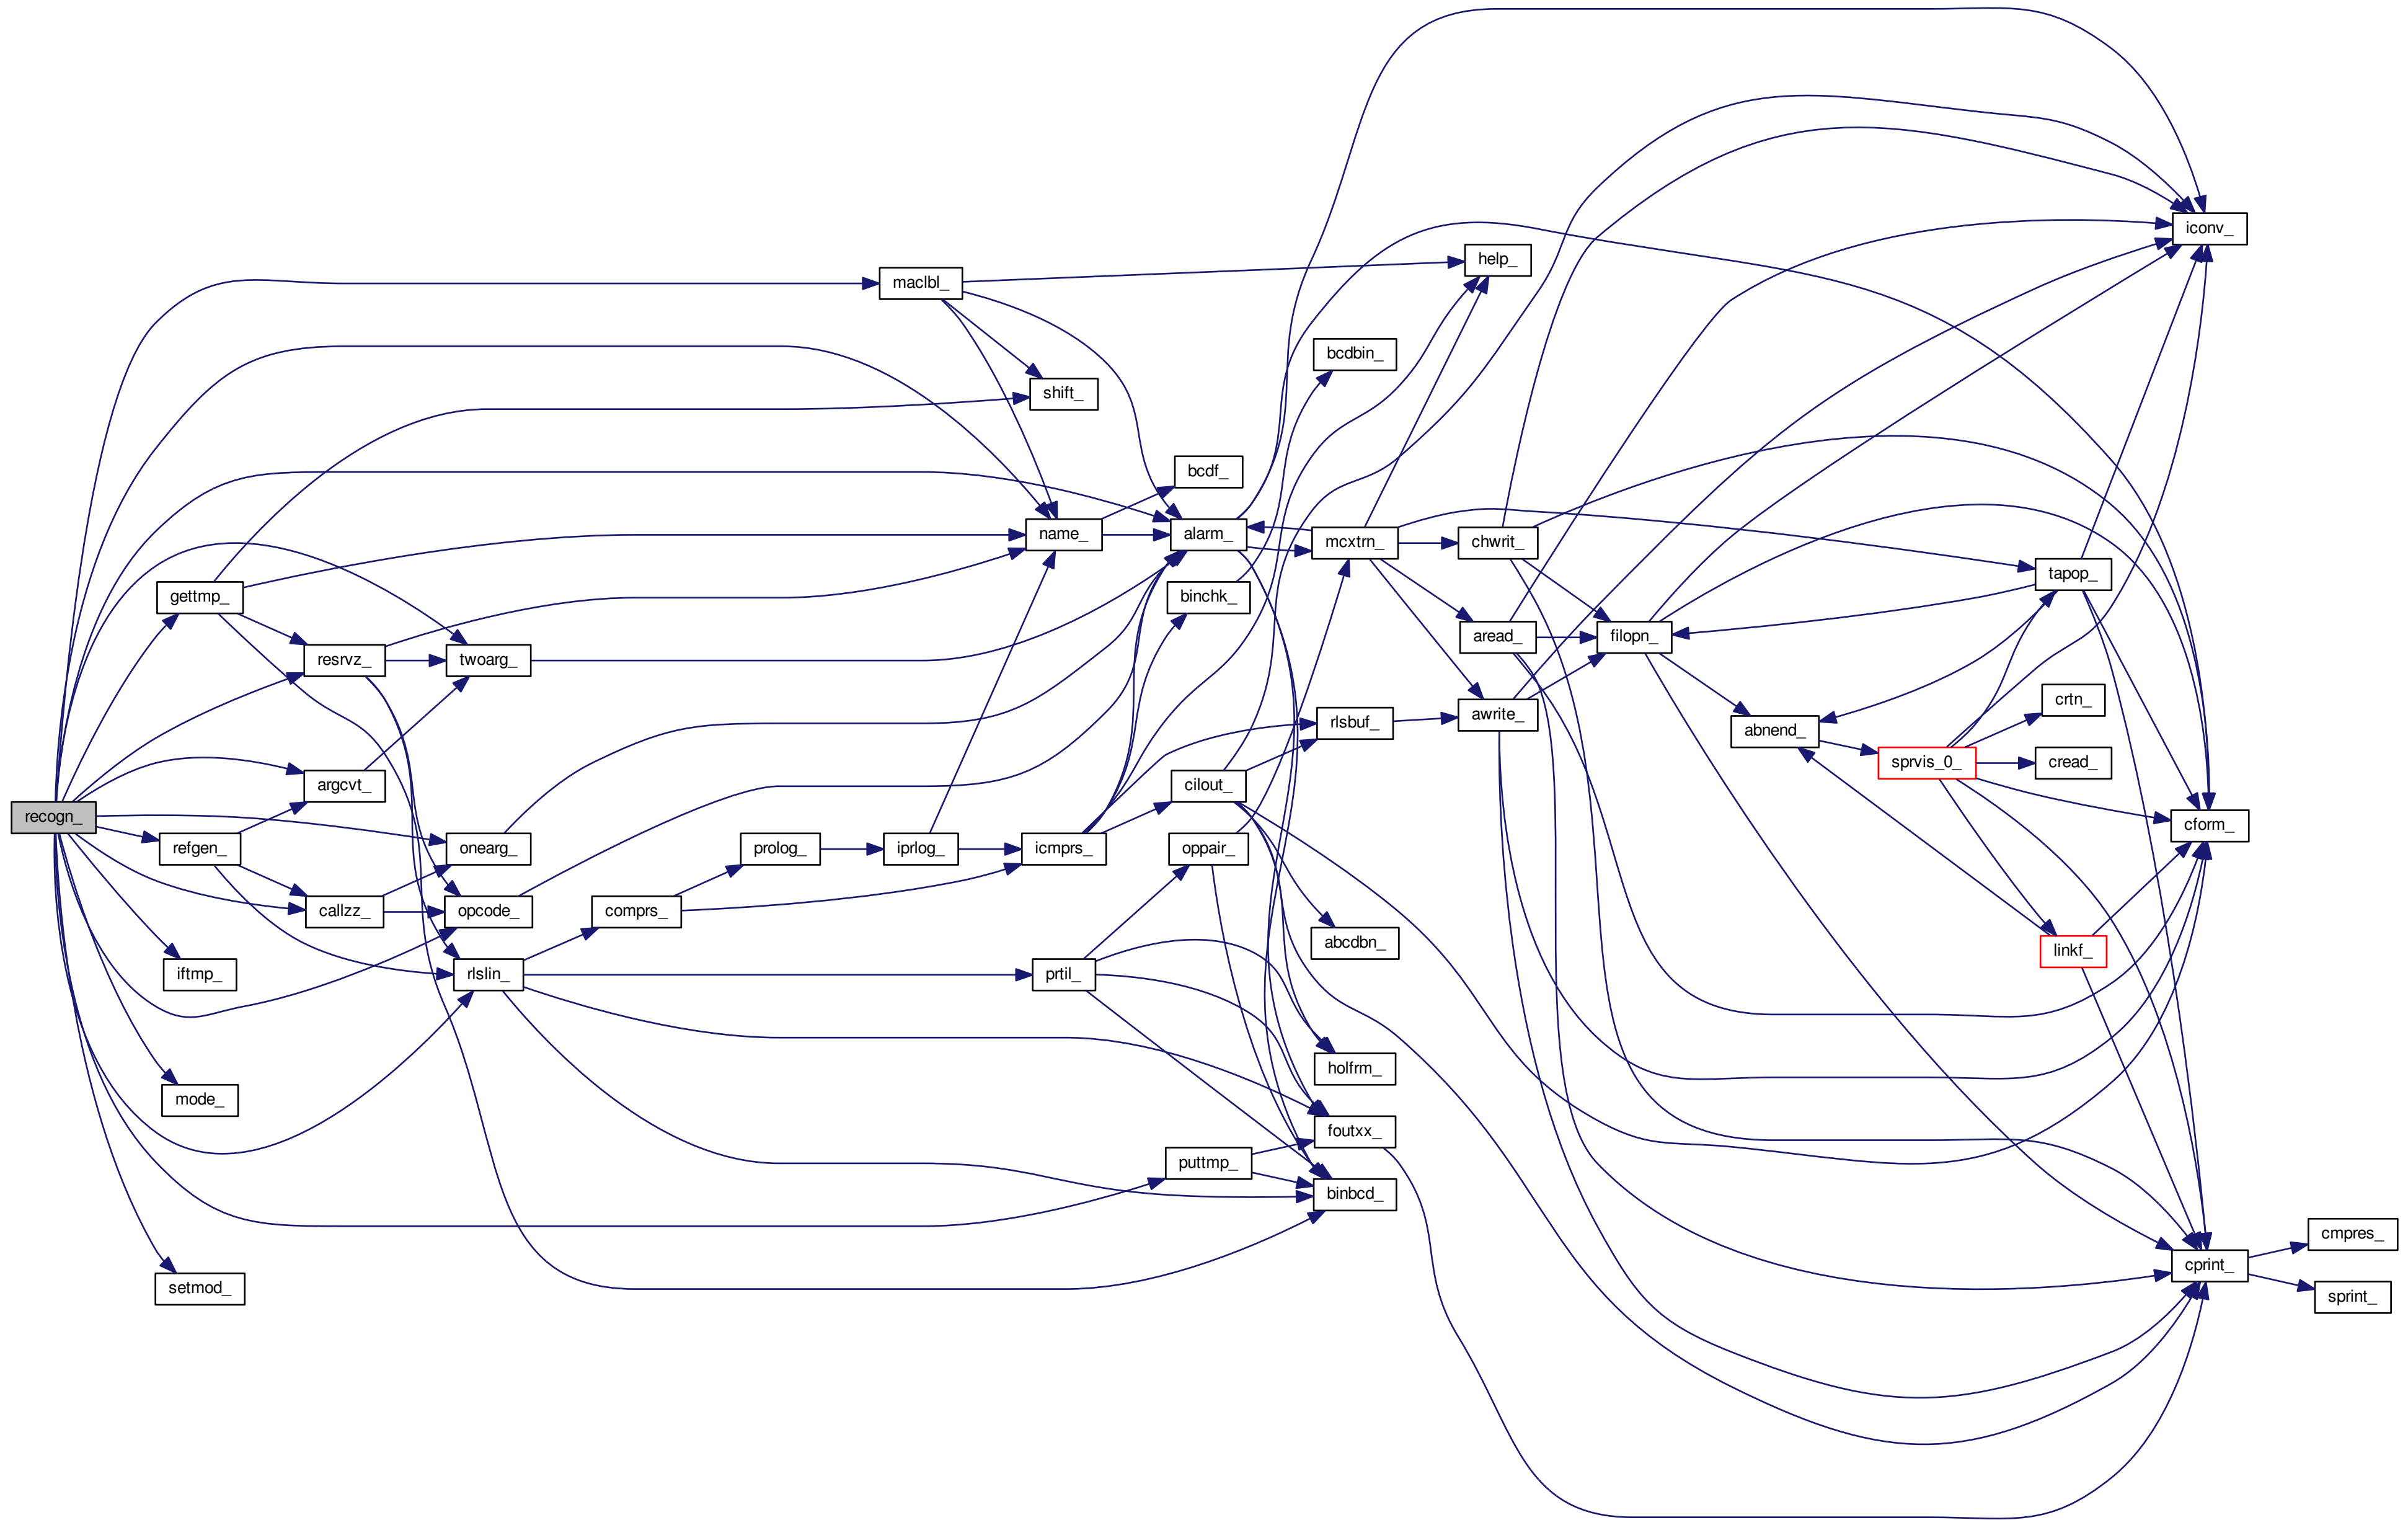 recogn_
maclbl_
gettmp_
resrvz_
argcvt_
refgen_
callzz_
iftmp_
mode_
setmod_
twoarg_
onearg_
opcode_
rlslin_
comprs_
prolog_
iprlog_
shift_
name_
icmprs_
prtil_
bcdf_
alarm_
binchk_
cilout_
oppair_
puttmp_
help_
bcdbin_
mcxtrn_
rlsbuf_
abcdbn_
holfrm_
foutxx_
binbcd_
chwrit_
aread_
awrite_
filopn_
abnend_
sprvis_0_
tapop_
crtn_
cread_
linkf_
iconv_
cform_
cprint_
cmpres_
sprint_